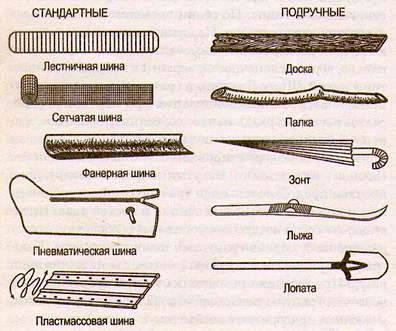 СТАНДАРТНЫЕ
Лестничная шина
Сетчатая шина
Фанерная шина
Пневматическая шина
Пластмассовая шина
ПОДРУЧНЫЕ
Доска
Палка
Зонт
Лыжа
Лопата